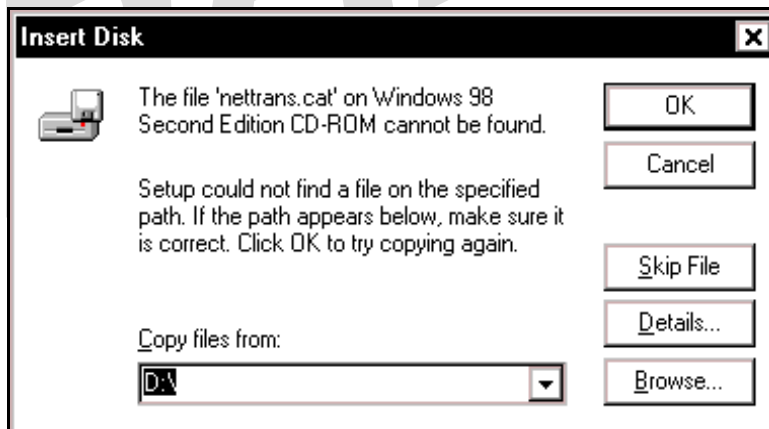 Insert Disk
The file 'nettrans.cat' on Windows 98
Second Edition CD-ROM cannot be found.
Setup could not find a file on the specified
path. If the path appears below, make sure it
is correct. Click OK to try copying again.
Copy files from:
D:\
OK
Cancel
Skip File
Details...
Browse...